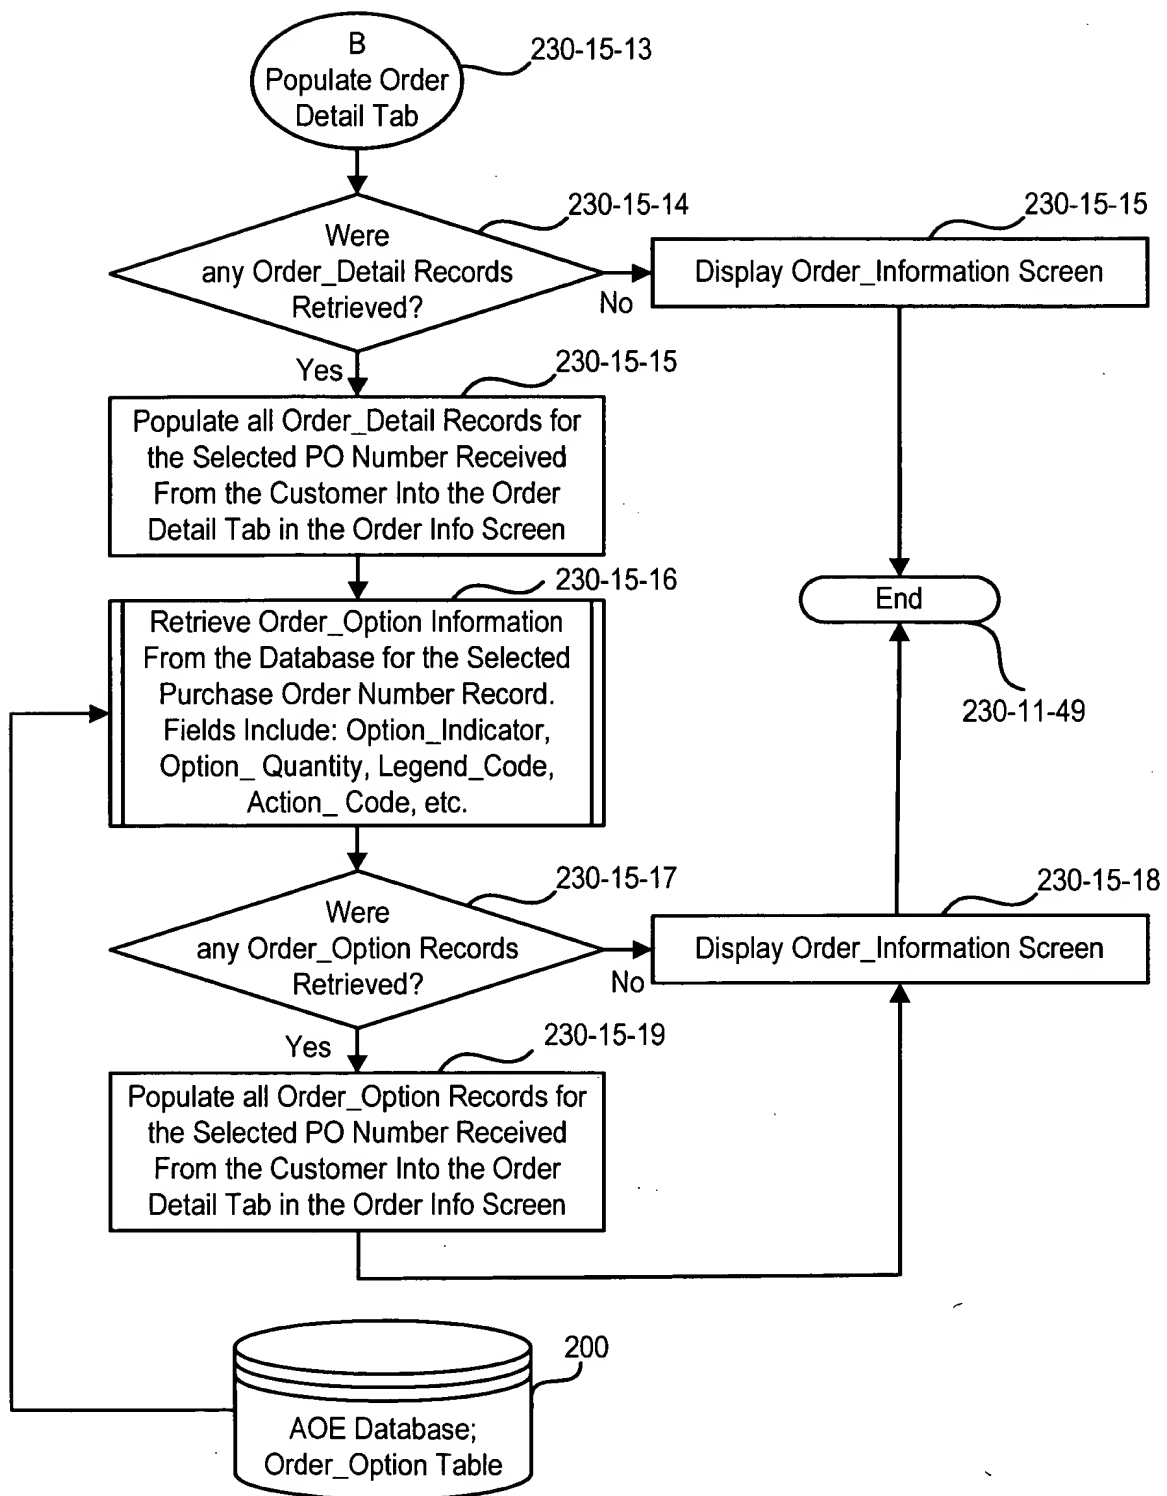 B
Populate Order
Detail Tab
230-15-13
Were
any Order_Detail Records
Retrieved?
230-15-14
No
Display Order_Information Screen
230-15-15
Yes
230-15-15
Populate all Order_Detail Records for
the Selected PO Number Received
From the Customer Into the Order
Detail Tab in the Order Info Screen
230-15-16
Retrieve Order_Option Information
From the Database for the Selected
Purchase Order Number Record.
Fields Include: Option_Indicator,
Option_ Quantity, Legend_Code,
Action_ Code, etc.
End
230-11-49
Were
any Order_Option Records
Retrieved?
230-15-17
No
Display Order_Information Screen
230-15-18
Yes
230-15-19
Populate all Order_Option Records for
the Selected PO Number Received
From the Customer Into the Order
Detail Tab in the Order Info Screen
200
AOE Database;
Order_Option Table